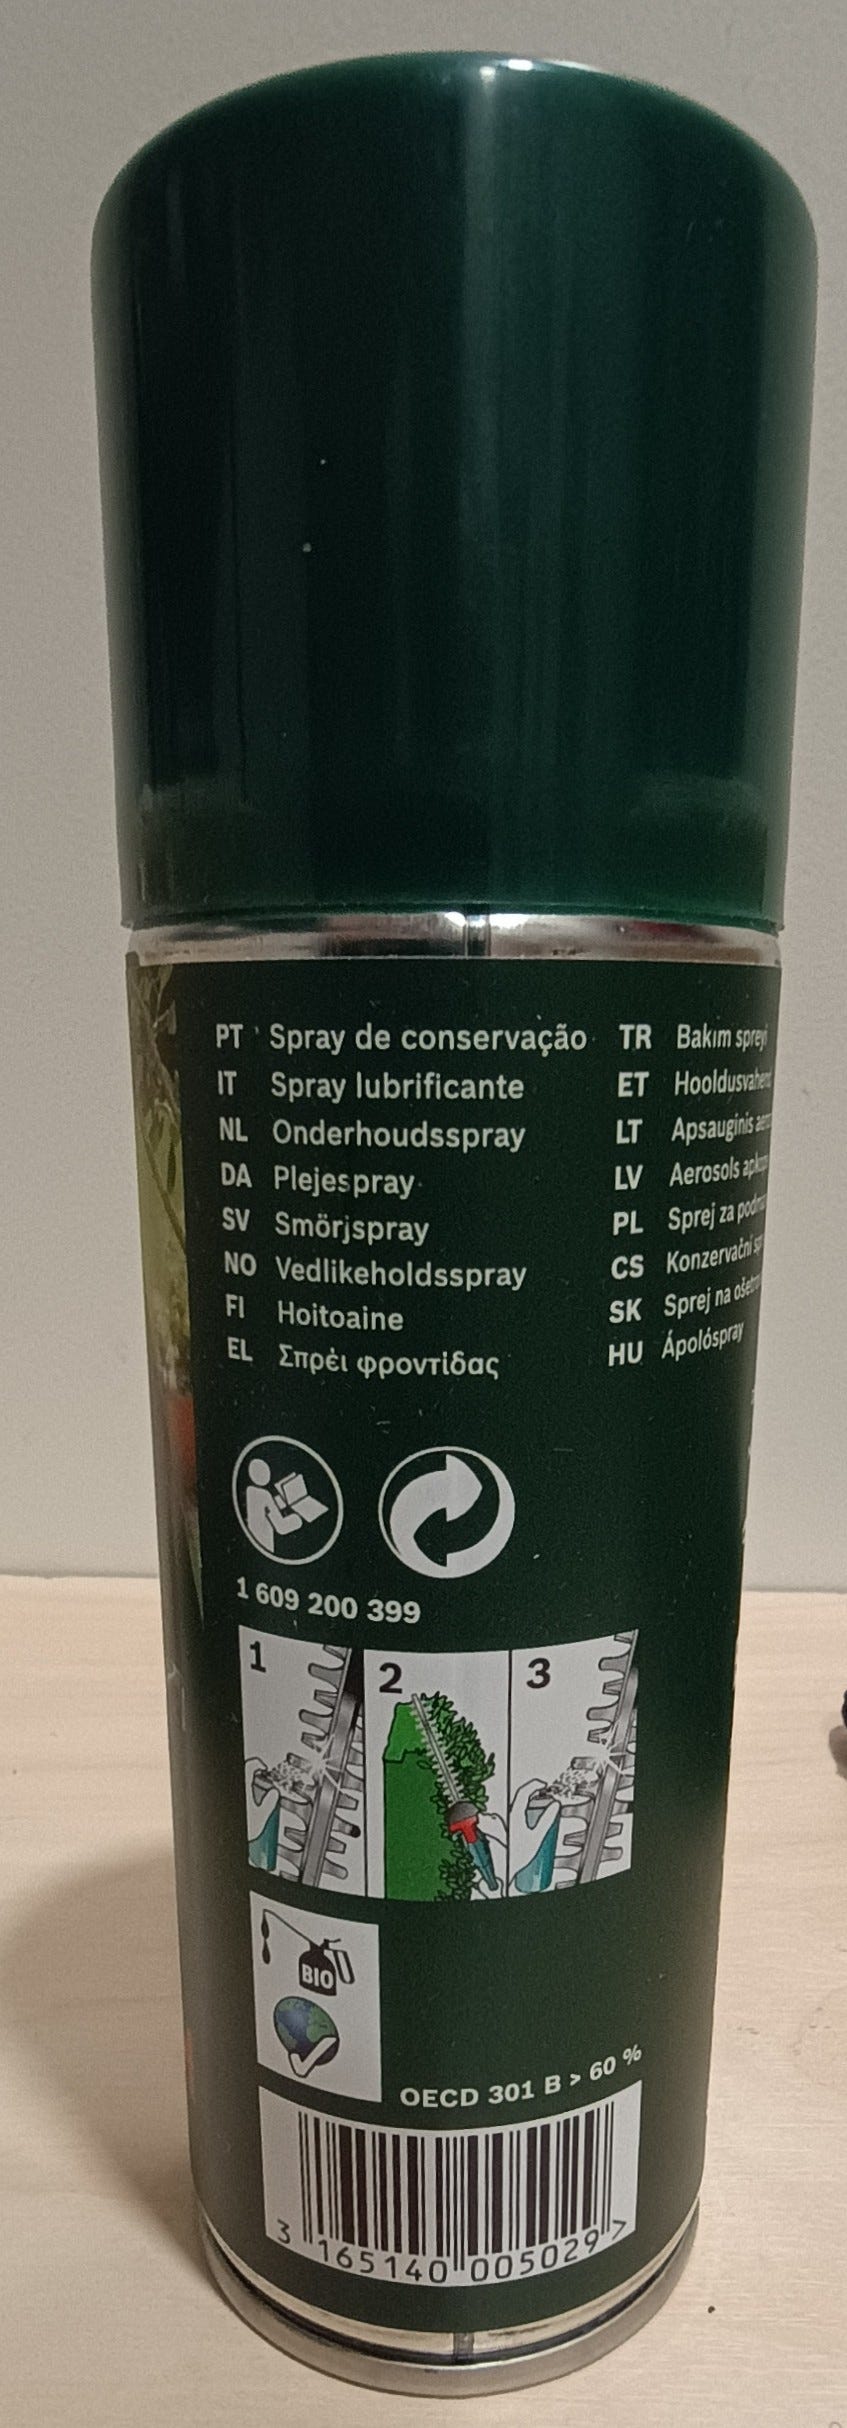 PT Spray de conservação
IT Spray lubrificante
NL Onderhoudsspray
DA Plejespray
SV Smörjspray
NO Vedlikeholdsspray
FI Hoitoaine
EL Σπρέι φροντίδας
TR Bakım spreyi
ET
LT Apsauginis
LV Aerosols
PL Sprej za
CS Konzervační
SK Sprej na
HU Ápolóspray
1 609 200 399
1
2
3
BIO
OECD 301 B > 60 %
3 165140 005029 >